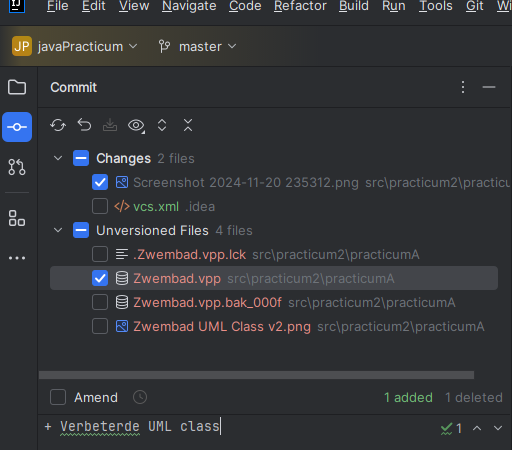 IJ File Edit View Navigate Code Refactor Build Run Tools Git
JP javaPracticum master
Commit
Changes 2 files
Screenshot 2024-11-20 235312.png src\practicum2\practicu
</> vcs.xml .idea
Unversioned Files 4 files
.Zwembad.vpp.lck src\practicum2\practicumA
Zwembad.vpp src\practicum2\practicumA
Zwembad.vpp.bak_000f src\practicum2\practicumA
Zwembad UML Class v2.png src\practicum2\practicumA
Amend 1 added 1 deleted
+ Verbeterde UML class 1